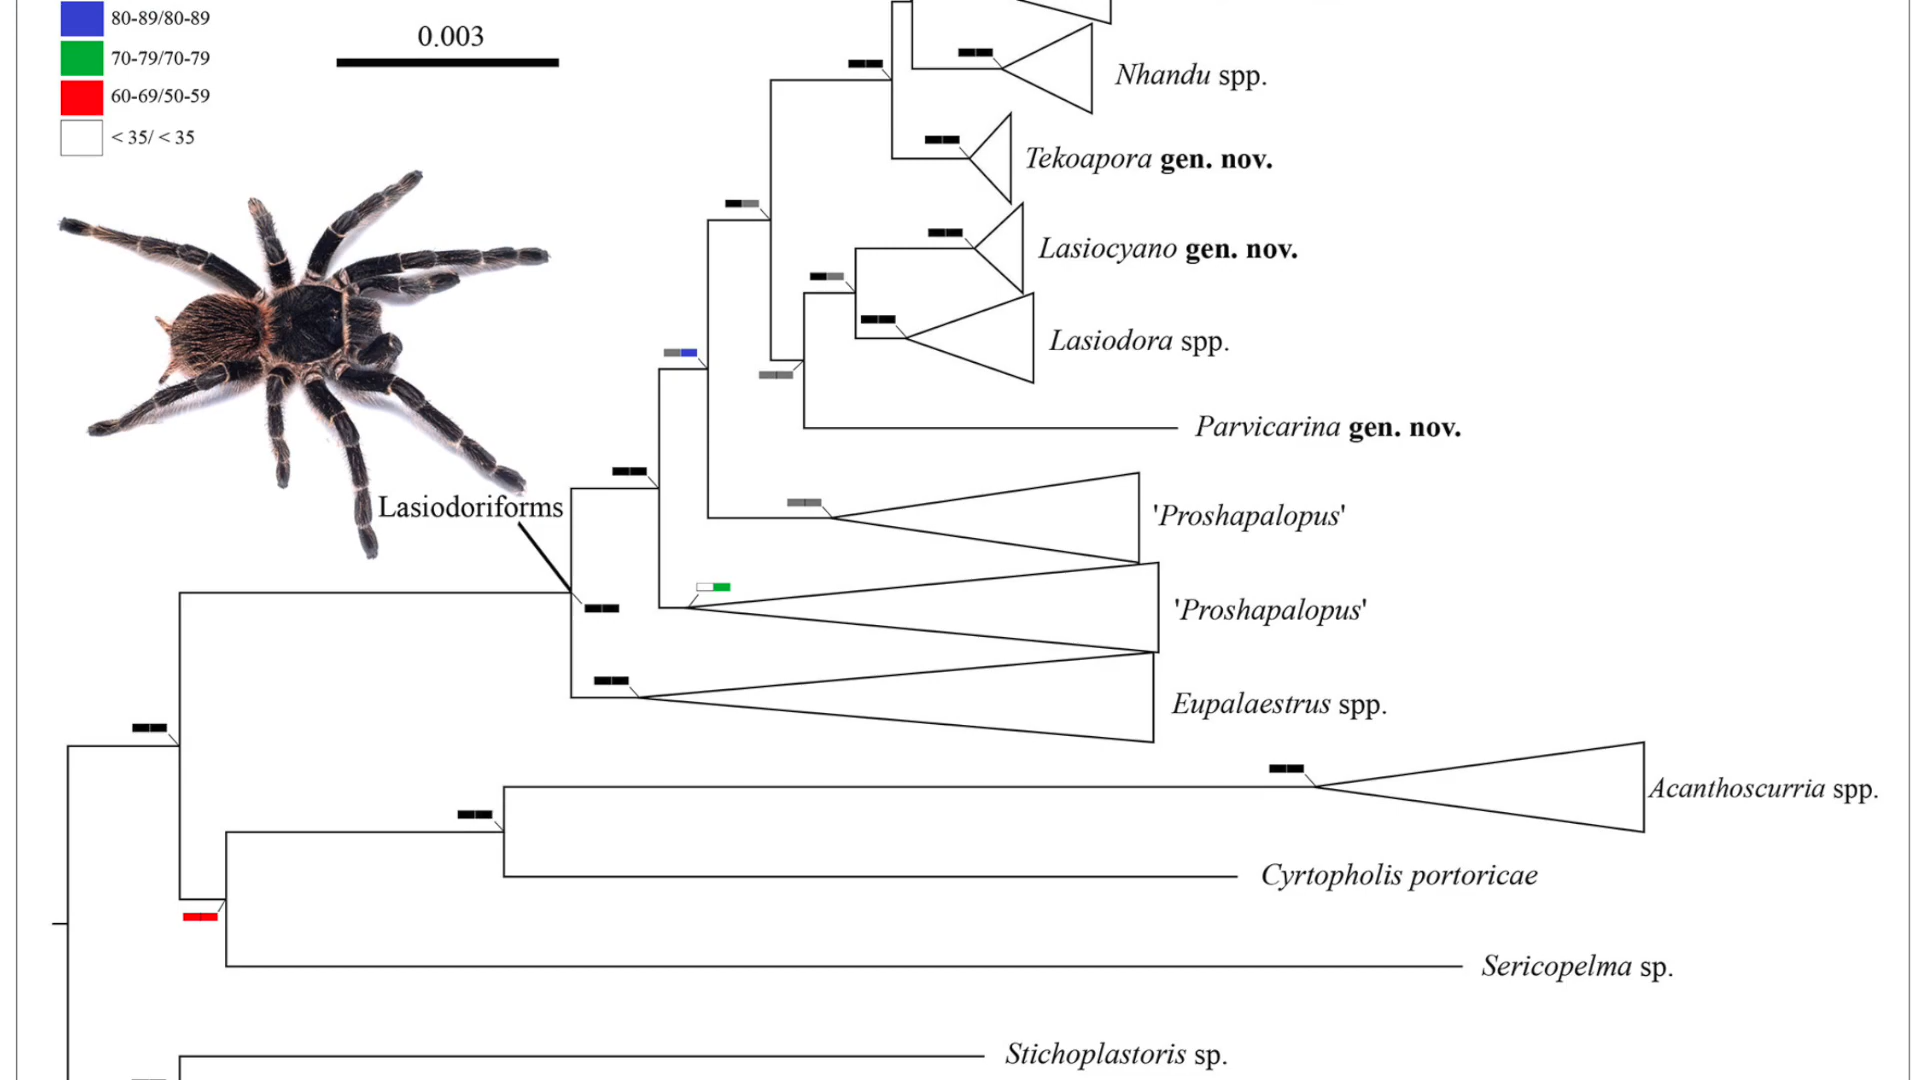 80-89/80-89
70-79/70-79
60-69/50-59
< 35/ < 35
0.003
Nhandu spp.
Tekoapora gen. nov.
Lasiocyano gen. nov.
Lasiodora spp.
Parvicarina gen. nov.
Lasiodoriforms
'Proshapalopus'
'Proshapalopus'
Eupalaestrus spp.
Acanthoscurria spp.
Cyrtopholis portoricae
Sericopelma sp.
Stichoplastoris sp.